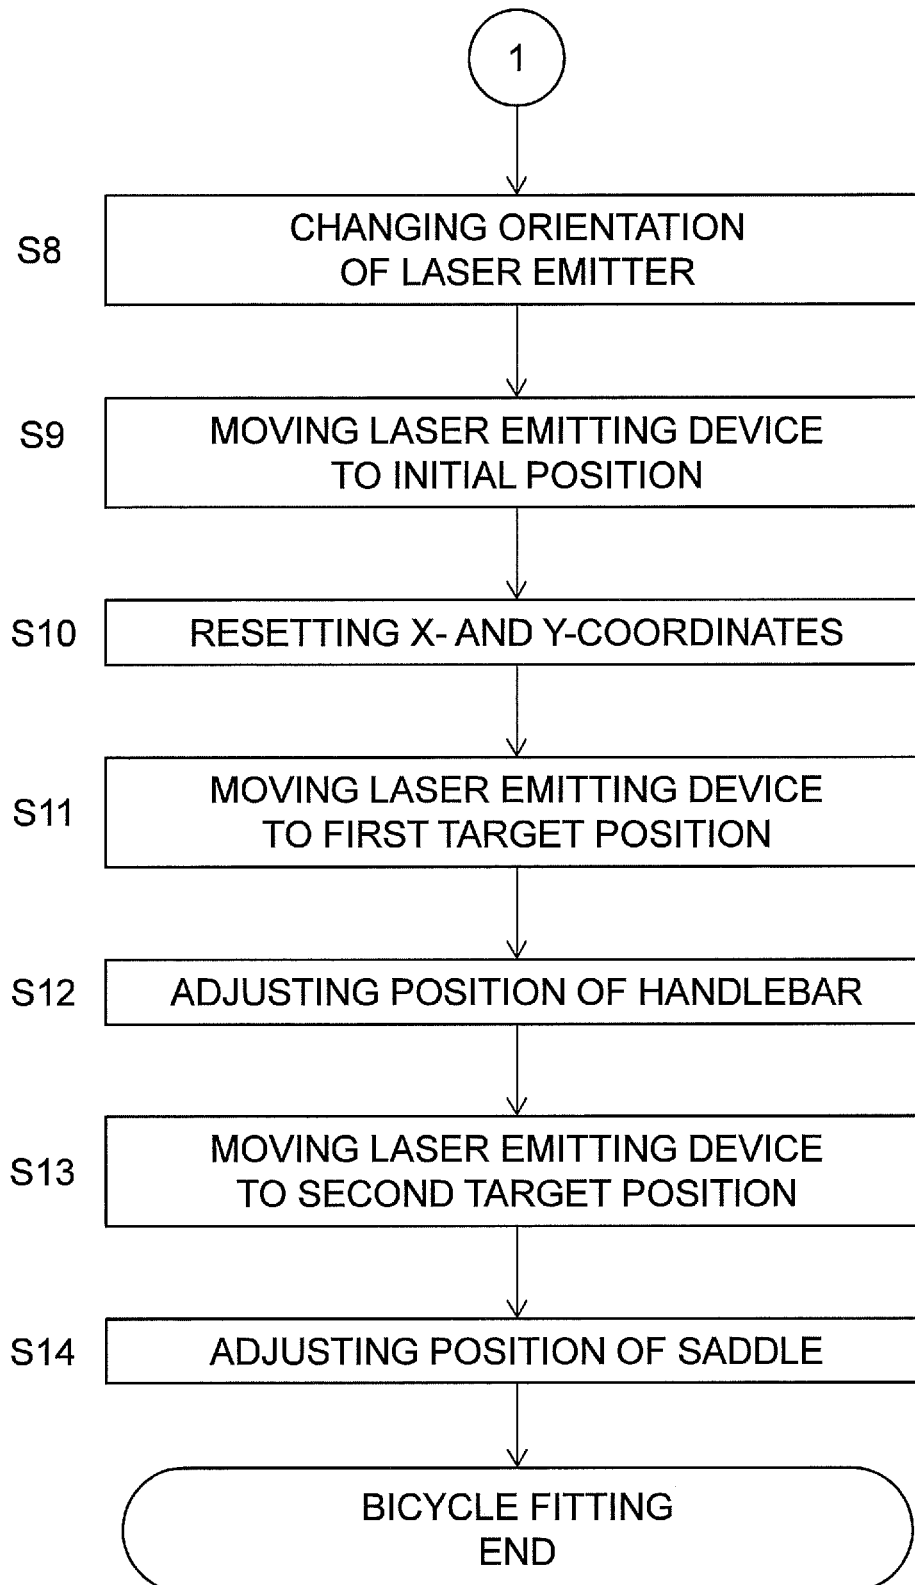 1
S8
CHANGING ORIENTATION
OF LASER EMITTER
S9
MOVING LASER EMITTING DEVICE
TO INITIAL POSITION
S10
RESETTING X- AND Y-COORDINATES
S11
MOVING LASER EMITTING DEVICE
TO FIRST TARGET POSITION
S12
ADJUSTING POSITION OF HANDLEBAR
S13
MOVING LASER EMITTING DEVICE
TO SECOND TARGET POSITION
S14
ADJUSTING POSITION OF SADDLE
BICYCLE FITTING
END